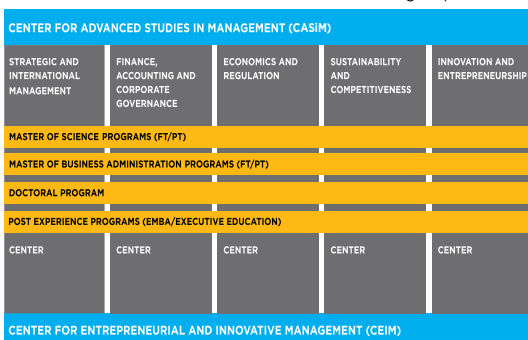 CENTER FOR ADVANCED STUDIES IN MANAGEMENT (CASiM)
STRATEGIC AND
INTERNATIONAL
MANAGEMENT
FINANCE,
ACCOUNTING AND
CORPORATE
GOVERNANCE
ECONOMICS AND
REGULATION
SUSTAINABILITY
AND
COMPETITIVENESS
INNOVATION AND
ENTREPRENEURSHIP
MASTER OF SCIENCE PROGRAMS (FT/PT)
MASTER OF BUSINESS ADMINISTRATION PROGRAMS (FT/PT)
DOCTORAL PROGRAM
POST EXPERIENCE PROGRAMS (EMBA/EXECUTIVE EDUCATION)
CENTER
CENTER
CENTER
CENTER
CENTER
CENTER FOR ENTREPRENEURIAL AND INNOVATIVE MANAGEMENT (CEIM)